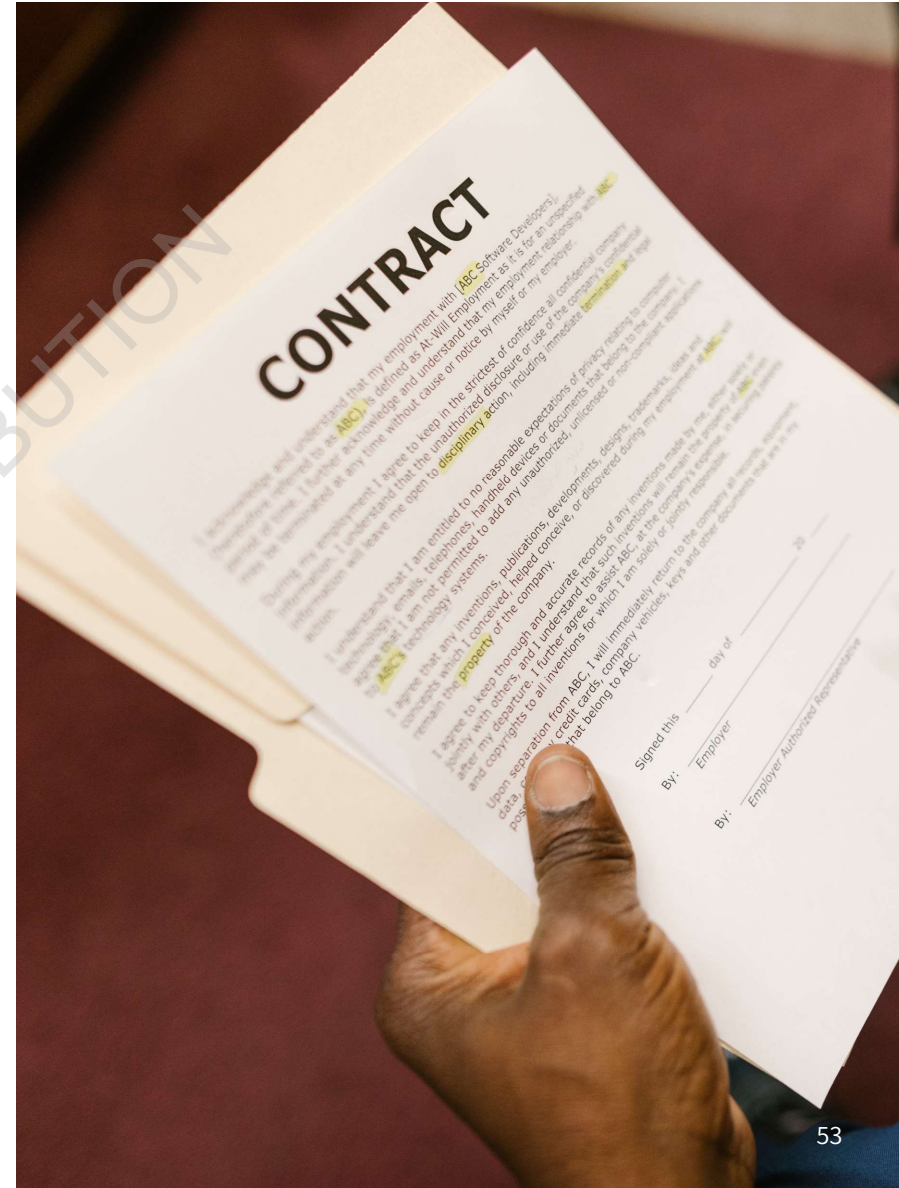 CONTRACT
understand that my employment with [ABC Software Developers],
(hereinafter referred to as ABC), is defined as At-Will Employment as it is for an unspecified
period of time. I further acknowledge and understand that my employment relationship with ABC
may be at any time without cause or notice by myself or my employer.
During my employment I agree to keep in the strictest of confidence all confidential company
information. I understand that the unauthorized disclosure or use of the company's confidential
will leave me open to disciplinary action, including immediate termination and legal
action.
I understand that I am entitled to no reasonable expectations of privacy relating to computer
technology, emails, telephones, handheld devices or documents that belong to the company. I
agree that I am not permitted to add any unauthorized, unlicensed or non-compliant applications
to ABC's technology systems.
I agree that any inventions, publications, developments, designs, trademarks, ideas and
concepts which I conceived, helped conceive, or discovered during my employment at ABC, will
remain the property of the company.
I agree to keep thorough and accurate records of any inventions made by me, either solely or
jointly with others, and I understand that such inventions will remain the property of ABC even
after my departure. I further agree to assist ABC, at the company's expense, in securing patents
and copyrights to all inventions for which I am solely or jointly responsible.
Upon separation from ABC, I will immediately return to the company all records, equipment,
data, credit cards, company vehicles, keys and other documents that are in my
that belong to ABC.
Signed this day of 20
By:
Employer
By:
Employer Authorized Representative
53